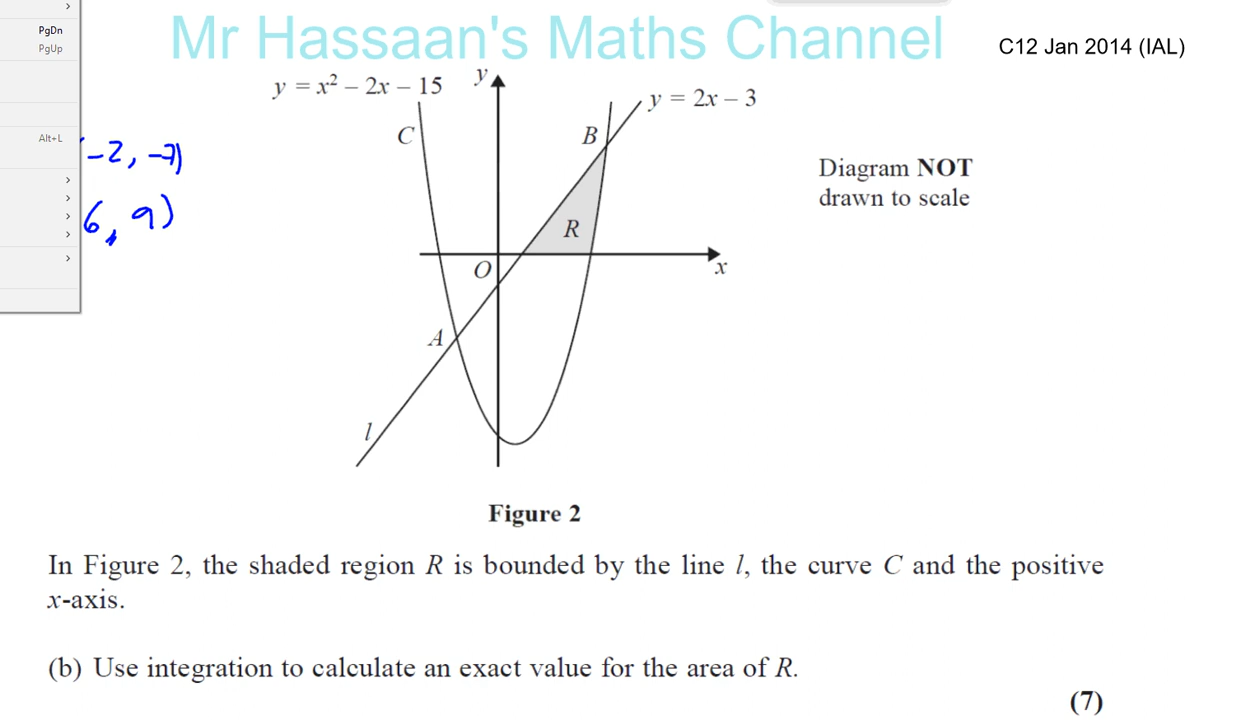 Mr Hassaan's Maths Channel
C12 Jan 2014 (IAL)
PgDn
PgUp
Alt+L
y = x² – 2x – 15
y
y = 2x – 3
C
B
Diagram NOT
drawn to scale
–2, –7)
6, 9)
R
O
x
A
l
Figure 2
In Figure 2, the shaded region R is bounded by the line l, the curve C and the positive
x-axis.
(b) Use integration to calculate an exact value for the area of R.
(7)